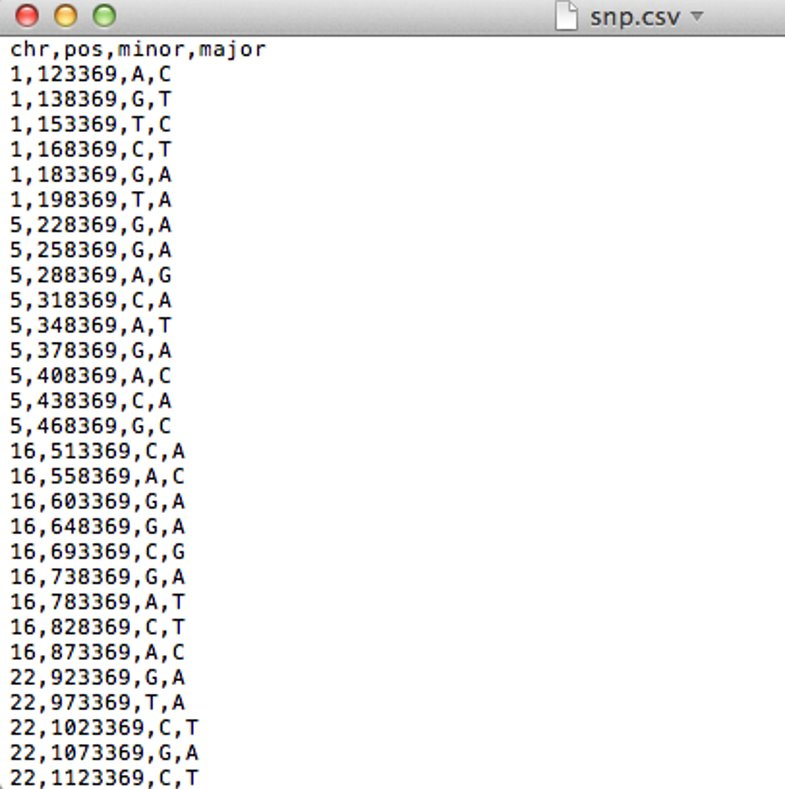 snp.csv
chr,pos,minor,major
1,123369,A,C
1,138369,G,T
1,153369,T,C
1,168369,C,T
1,183369,G,A
1,198369,T,A
5,228369,G,A
5,258369,G,A
5,288369,A,G
5,318369,C,A
5,348369,A,T
5,378369,G,A
5,408369,A,C
5,438369,C,A
5,468369,G,C
16,513369,C,A
16,558369,A,C
16,603369,G,A
16,648369,G,A
16,693369,C,G
16,738369,G,A
16,783369,A,T
16,828369,C,T
16,873369,A,C
22,923369,G,A
22,973369,T,A
22,1023369,C,T
22,1073369,G,A
22,1123369,C,T